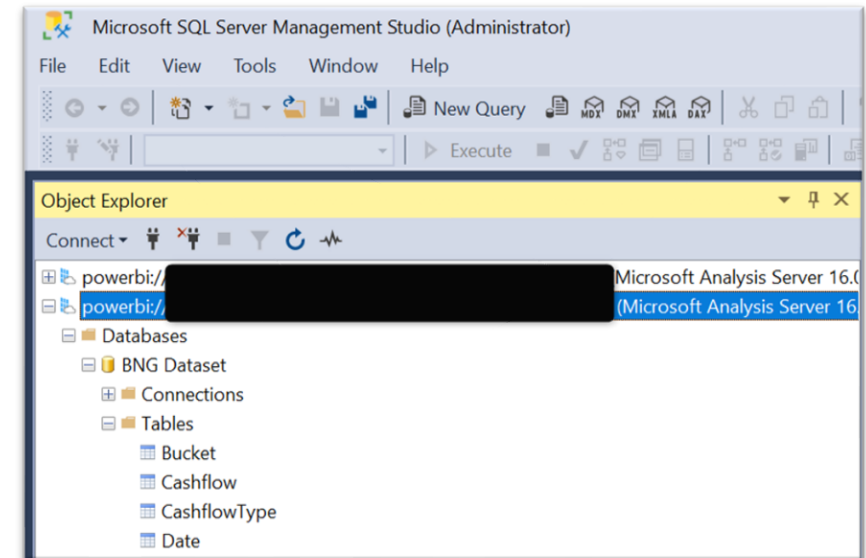 Microsoft SQL Server Management Studio (Administrator)
File Edit View Tools Window Help
New Query MDX DMX XMLA DAX
Execute
Object Explorer
Connect
powerbi:// Microsoft Analysis Server 16.0
powerbi:// (Microsoft Analysis Server 16.
Databases
BNG Dataset
Connections
Tables
Bucket
Cashflow
CashflowType
Date